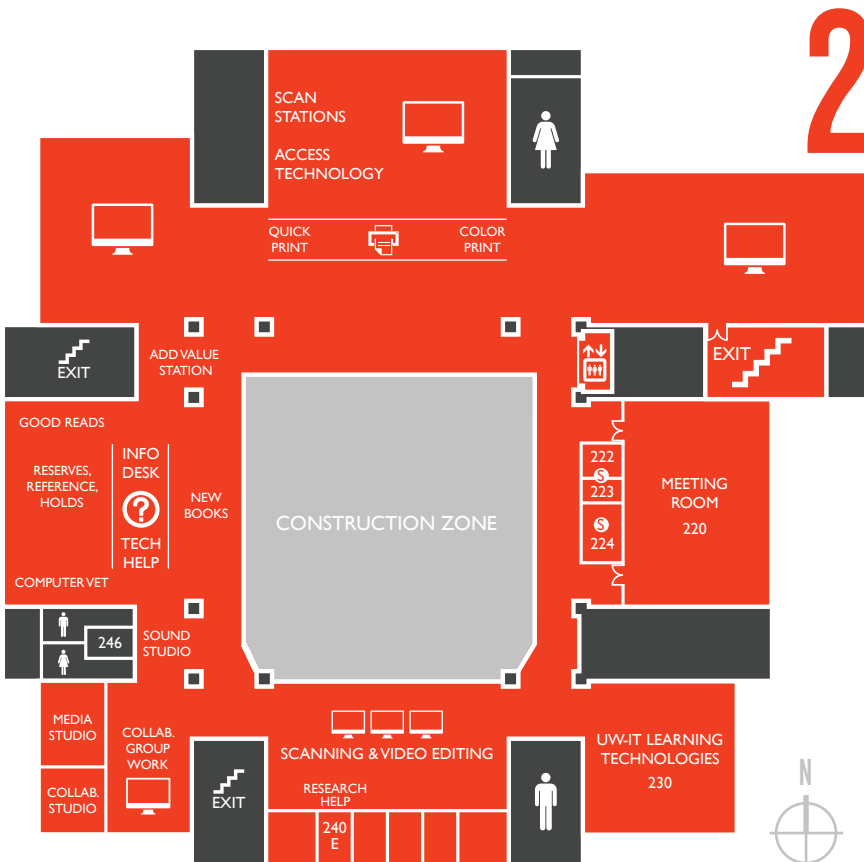 2
SCAN
STATIONS
ACCESS
TECHNOLOGY
QUICK
PRINT
COLOR
PRINT
EXIT
ADD VALUE
STATION
EXIT
GOOD READS
RESERVES,
REFERENCE,
HOLDS
INFO
DESK
?
TECH
HELP
NEW
BOOKS
COMPUTER VET
CONSTRUCTION ZONE
222
S
223
S
224
MEETING
ROOM
220
246
SOUND
STUDIO
MEDIA
STUDIO
COLLAB.
GROUP
WORK
COLLAB.
STUDIO
EXIT
SCANNING & VIDEO EDITING
RESEARCH
HELP
240
E
UW-IT LEARNING
TECHNOLOGIES
230
N